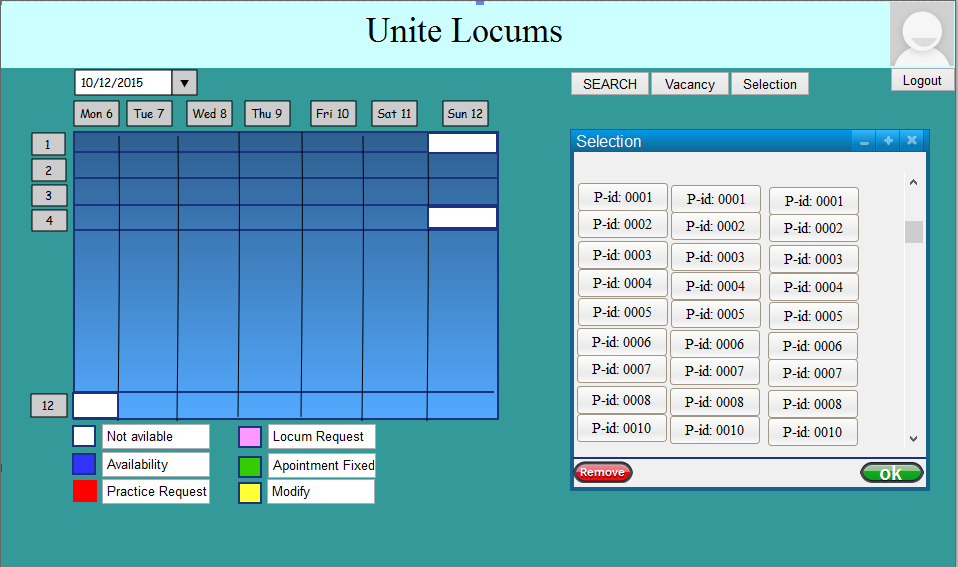 Unite Locums
Logout
10/12/2015
SEARCH Vacancy Selection
Mon 6 Tue 7 Wed 8 Thu 9 Fri 10 Sat 11 Sun 12
1
2
3
4
12
Not avilable Locum Request
Availability Apointment Fixed
Practice Request Modify
Selection
P-id: 0001 P-id: 0001 P-id: 0001
P-id: 0002 P-id: 0002 P-id: 0002
P-id: 0003 P-id: 0003 P-id: 0003
P-id: 0004 P-id: 0004 P-id: 0004
P-id: 0005 P-id: 0005 P-id: 0005
P-id: 0006 P-id: 0006 P-id: 0006
P-id: 0007 P-id: 0007 P-id: 0007
P-id: 0008 P-id: 0008 P-id: 0008
P-id: 0010 P-id: 0010 P-id: 0010
Remove ok